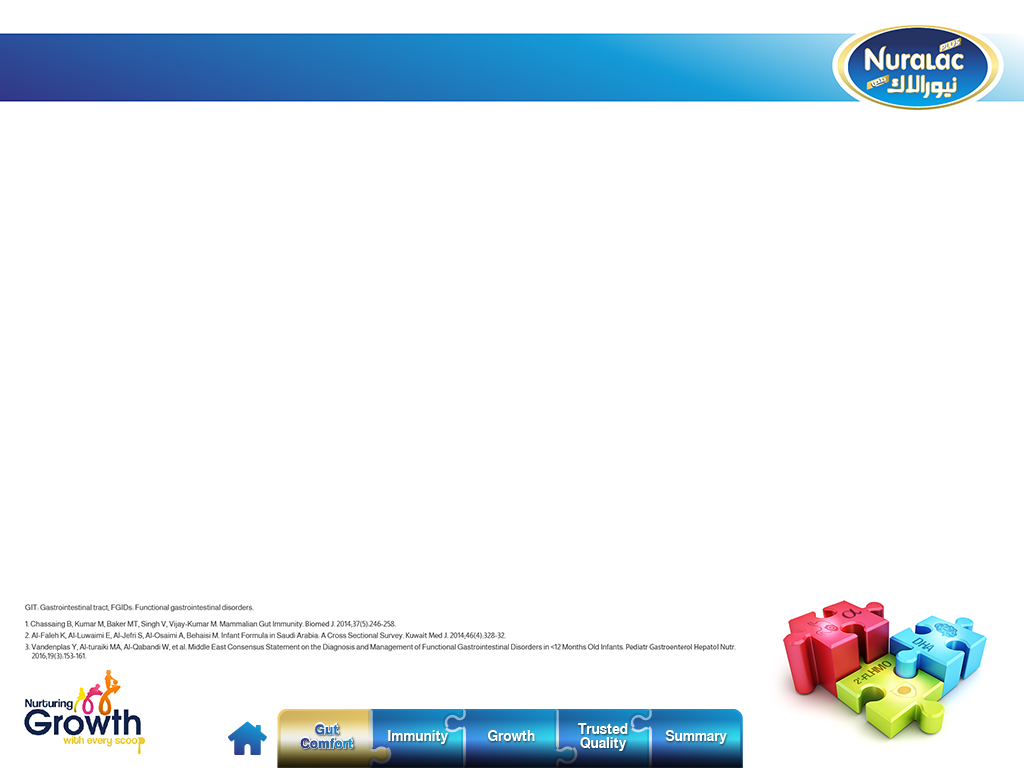 NURALAC
PLUS
نيورالاك
بلس
GIT: Gastrointestinal tract, FGIDs: Functional gastrointestinal disorders.
1. Chassaing B, Kumar M, Baker MT, Singh V, Vijay-Kumar M. Mammalian Gut Immunity. Biomed J. 2014;37(5):246-258.
2. Al-Faleh K, Al-Luwaimi E, Al-Jefri S, Al-Osaimi A, Behaisi M. Infant Formula in Saudi Arabia: A Cross Sectional Survey. Kuwait Med J. 2014;46(4):328-32.
3. Vandenplas Y, Al-turaiki MA, Al-Qabandi W, et al. Middle East Consensus Statement on the Diagnosis and Management of Functional Gastrointestinal Disorders in <12 Months Old Infants. Pediatr Gastroenterol Hepatol Nutr.
2016;19(3):153-161.
α
DHA
2'-FLHMO
Nurturing
Growth
with every scoop
Gut
Comfort
Immunity
Growth
Trusted
Quality
Summary